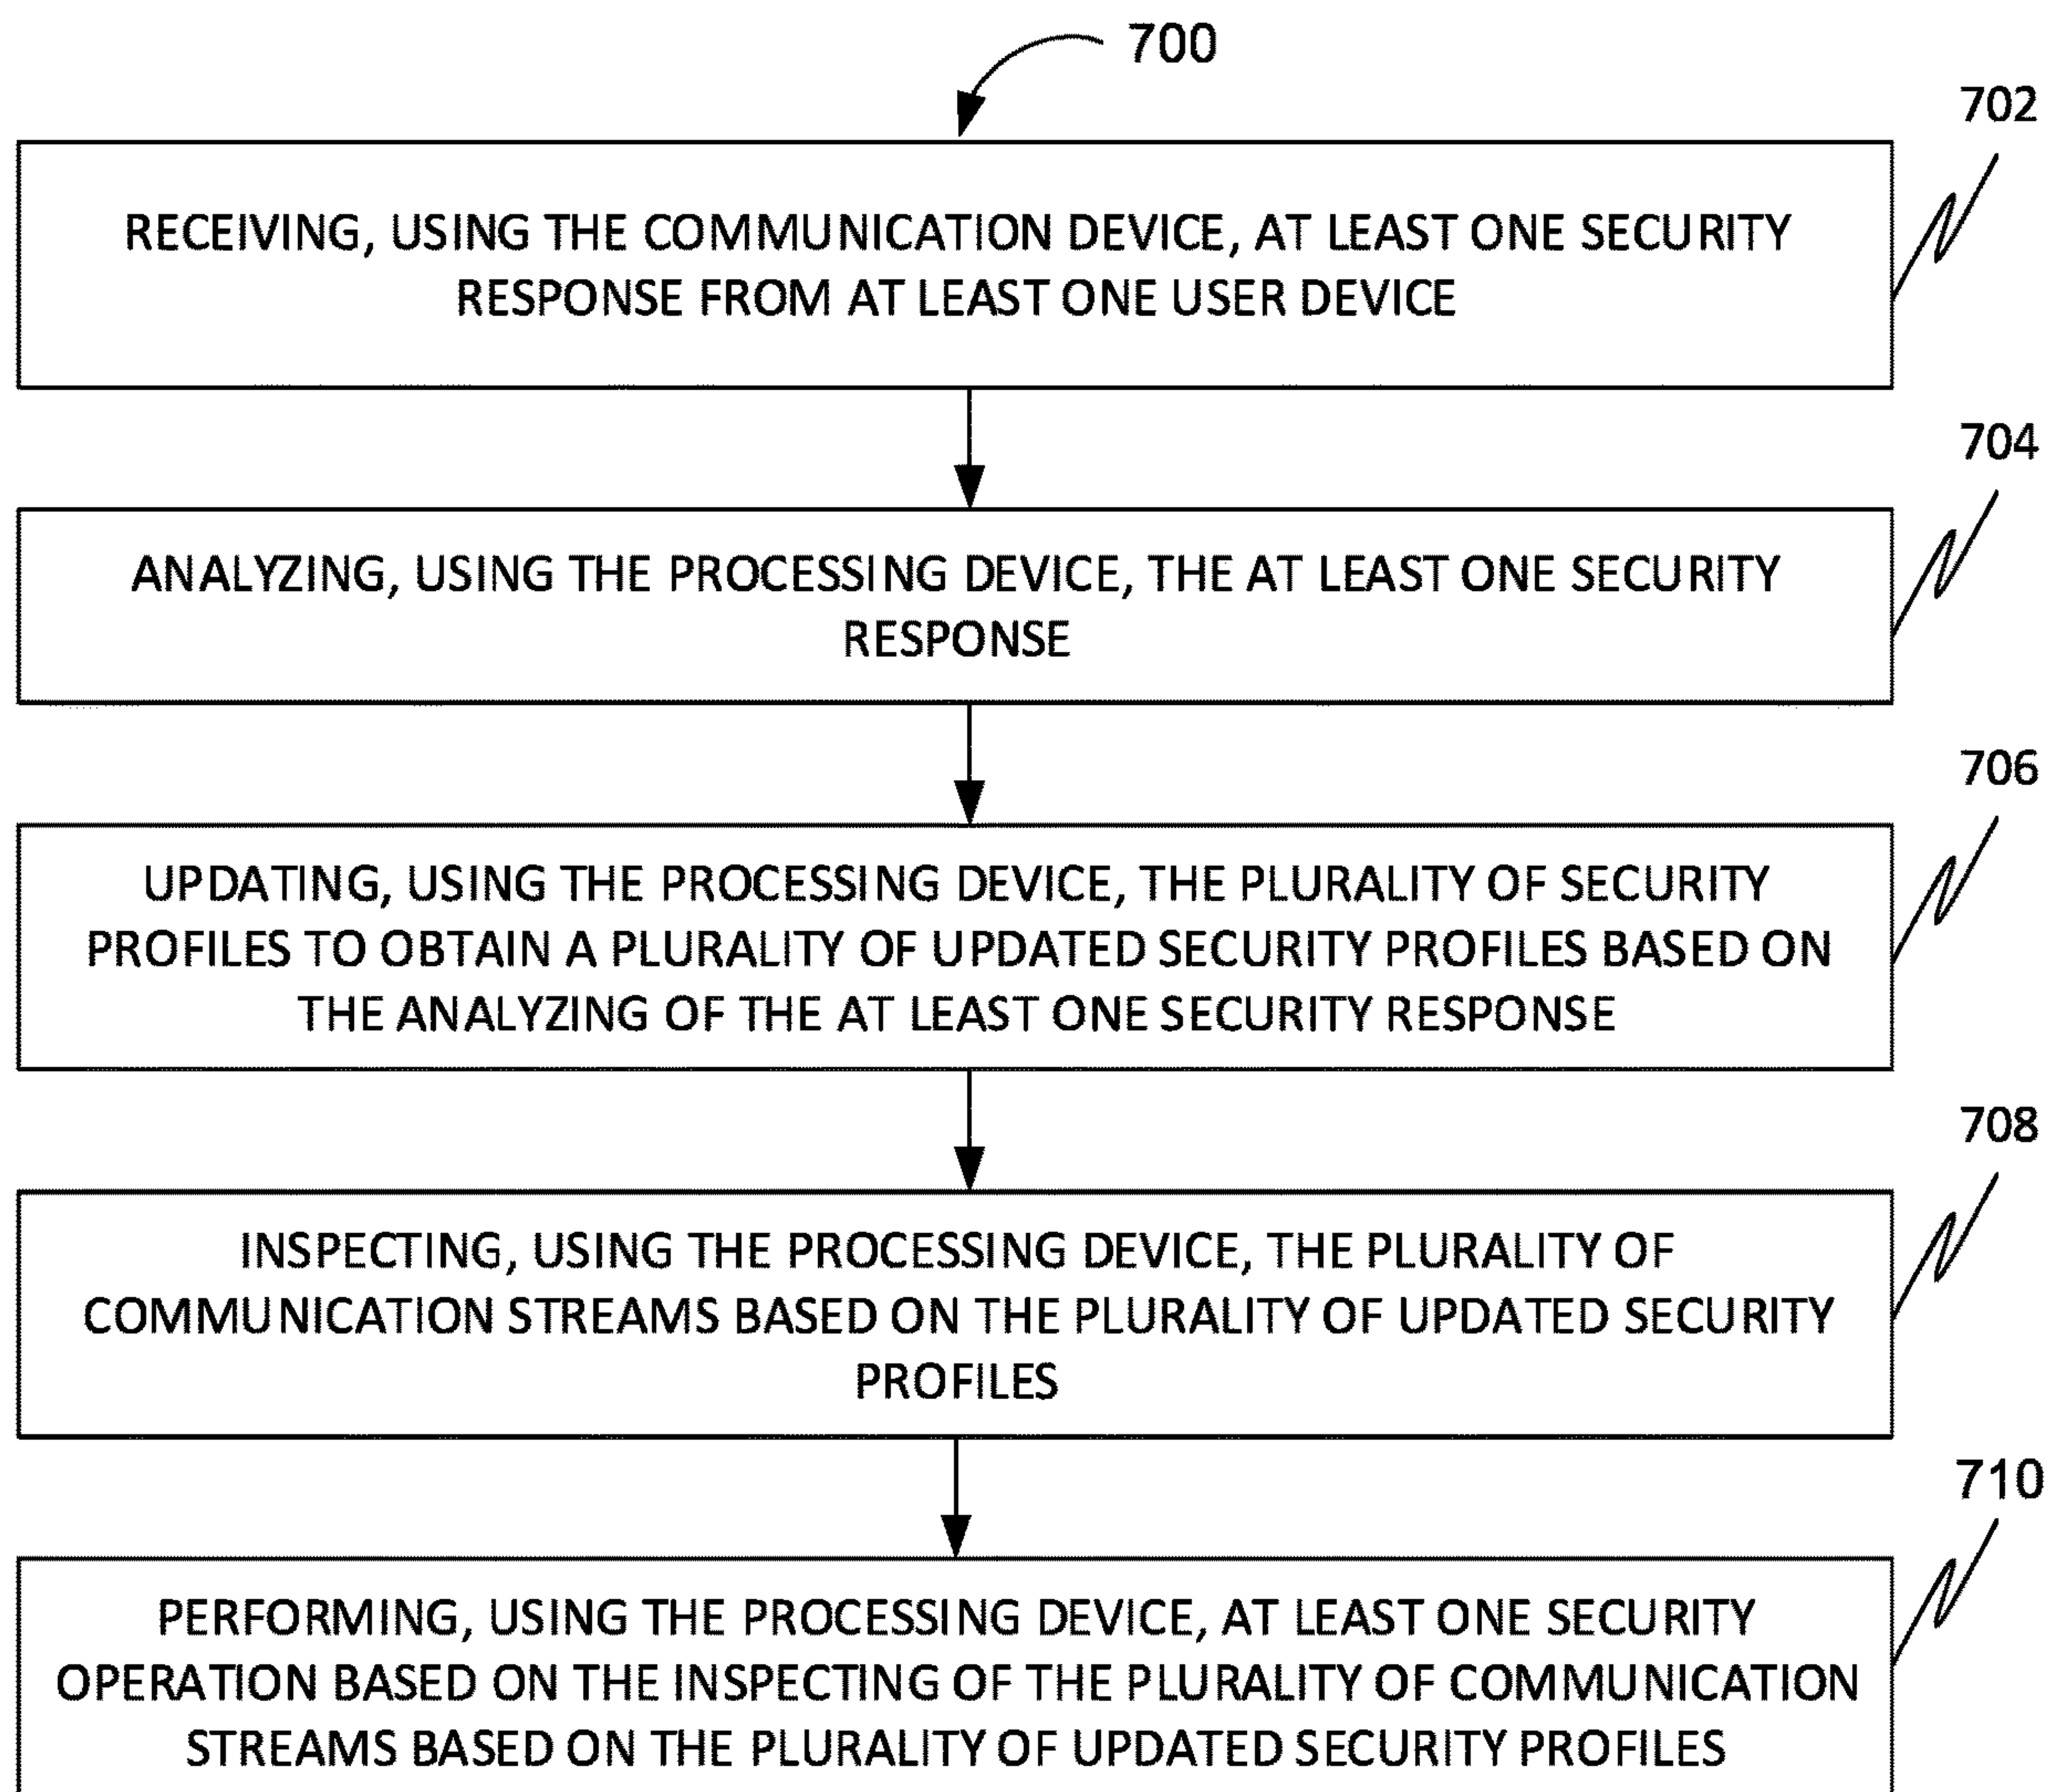 700
702
RECEIVING, USING THE COMMUNICATION DEVICE, AT LEAST ONE SECURITY
RESPONSE FROM AT LEAST ONE USER DEVICE
704
ANALYZING, USING THE PROCESSING DEVICE, THE AT LEAST ONE SECURITY
RESPONSE
706
UPDATING, USING THE PROCESSING DEVICE, THE PLURALITY OF SECURITY
PROFILES TO OBTAIN A PLURALITY OF UPDATED SECURITY PROFILES BASED ON
THE ANALYZING OF THE AT LEAST ONE SECURITY RESPONSE
708
INSPECTING, USING THE PROCESSING DEVICE, THE PLURALITY OF
COMMUNICATION STREAMS BASED ON THE PLURALITY OF UPDATED SECURITY
PROFILES
710
PERFORMING, USING THE PROCESSING DEVICE, AT LEAST ONE SECURITY
OPERATION BASED ON THE INSPECTING OF THE PLURALITY OF COMMUNICATION
STREAMS BASED ON THE PLURALITY OF UPDATED SECURITY PROFILES